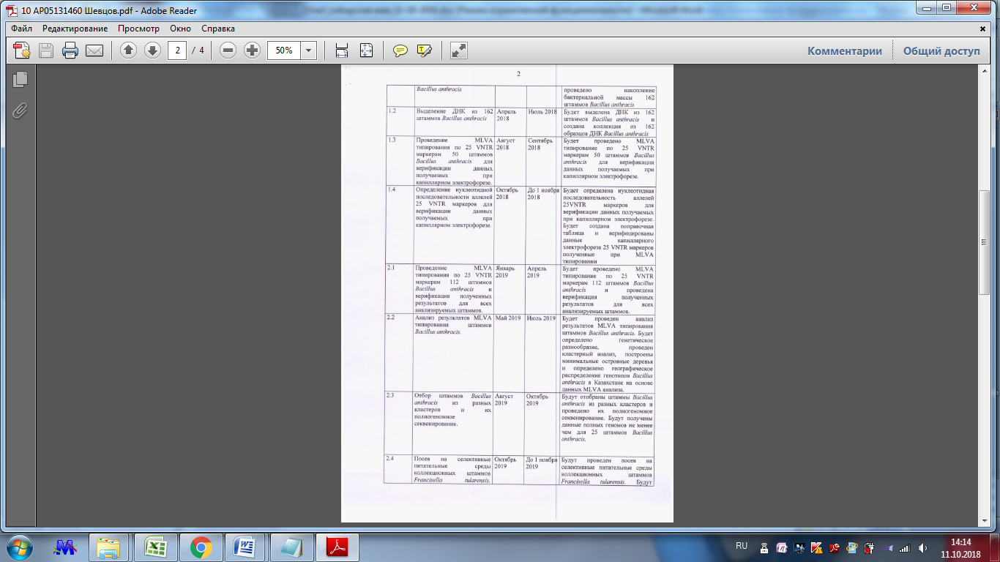 10 AP05131460 Шевцов.pdf - Adobe Reader
Файл Редактирование Просмотр Окно Справка
2 / 4 50% Комментарии Общий доступ
2
Bacillus anthracis
проведено накопление
бактериальной массы 162
штаммов Bacillus anthracis
1.2
Выделение ДНК из 162
штаммов Bacillus anthracis
Апрель
2018
Июль 2018
Будет выделена ДНК из 162
штаммов Bacillus anthracis и
создана коллекция из 162
образцов ДНК Bacillus anthracis
1.3
Проведение MLVA
типирования по 25 VNTR
маркерам 50 штаммов
Bacillus anthracis для
верификации данных
получаемых при
капиллярном электрофорезе.
Август
2018
Сентябрь
2018
Будет проведено MLVA
типирование по 25 VNTR
маркерам 50 штаммов Bacillus
anthracis для верификации
данных получаемых при
капиллярном электрофорезе.
1.4
Определение нуклеотидной
последовательности аллелей
25 VNTR маркеров для
верификации данных
получаемых при
капиллярном электрофорезе.
Октябрь
2018
До 1 ноября
2018
Будет определена нуклеотидная
последовательность аллелей
25VNTR маркеров для
верификации данных получаемых
при капиллярном электрофорезе.
Будет создана поправочная
таблица и верифицированы
данные капиллярного
электрофореза 25 VNTR маркеров
полученные при MLVA
типировании
2.1
Проведение MLVA
типирования по 25 VNTR
маркерам 112 штаммов
Bacillus anthracis и
верификация полученных
результатов для всех
анализируемых штаммов.
Январь
2019
Апрель
2019
Будет проведено MLVA
типирование по 25 VNTR
маркерам 112 штаммов Bacillus
anthracis и проведена
верификация полученных
результатов для всех
анализируемых штаммов.
2.2
Анализ результатов MLVA
типирования штаммов
Bacillus anthracis.
Май 2019
Июль 2019
Будет проведен анализ
результатов MLVA типирования
штаммов Bacillus anthracis. Будет
определено генетическое
разнообразие, проведен
кластерный анализ, построены
минимальные островные деревья
и определено географическое
распределение генотипов Bacillus
anthracis в Казахстане на основе
данных MLVA анализа.
2.3
Отбор штаммов Bacillus
anthracis из разных
кластеров и их
полногеномное
секвенирование.
Август
2019
Октябрь
2019
Будут отобраны штаммы Bacillus
anthracis из разных кластеров и
проведено их полногеномное
секвенирование. Будут получены
данные полных геномов не менее
чем для 25 штаммов Bacillus
anthracis.
2.4
Посев на селективные
питательные среды
коллекционных штаммов
Francisella tularensis.
Октябрь
2019
До 1 ноября
2019
Будут проведен посев на
селективные питательные среды
коллекционных штаммов
Francisella tularensis. Будут
RU
14:14
11.10.2018